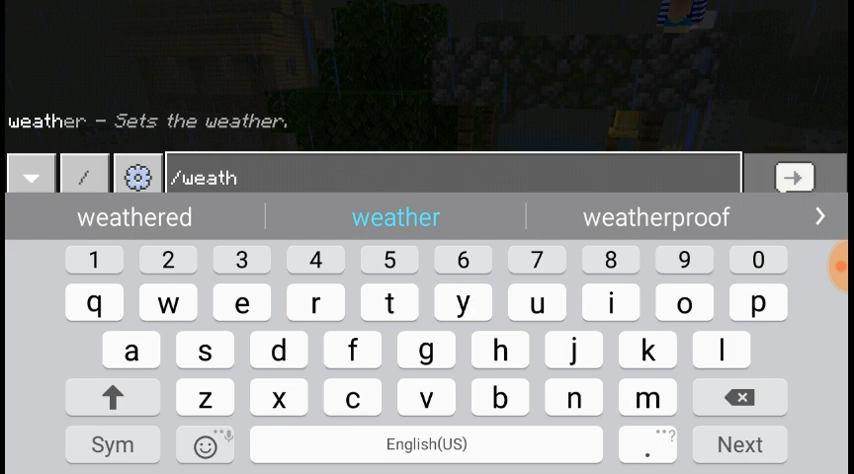 weather - Sets the weather.
/ /weath
weathered weather weatherproof
1 2 3 4 5 6 7 8 9 0
q w e r t y u i o p
a s d f g h j k l
z x c v b n m
Sym English(US) . Next